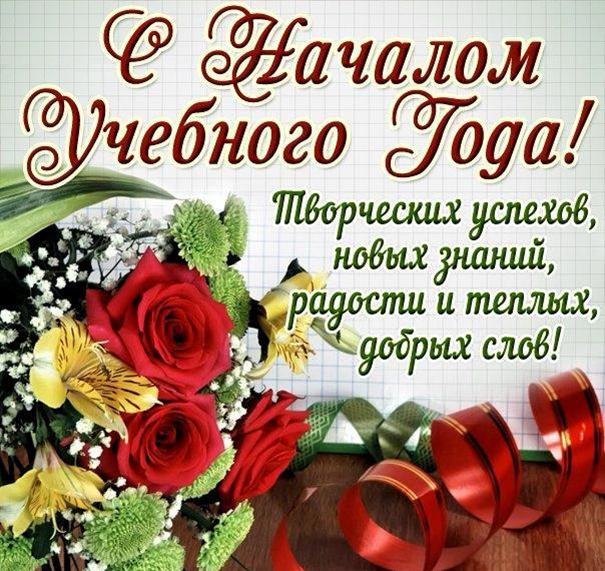 С Началом
Учебного Года!
Творческих успехов,
новых знаний,
радости и теплых,
добрых слов!